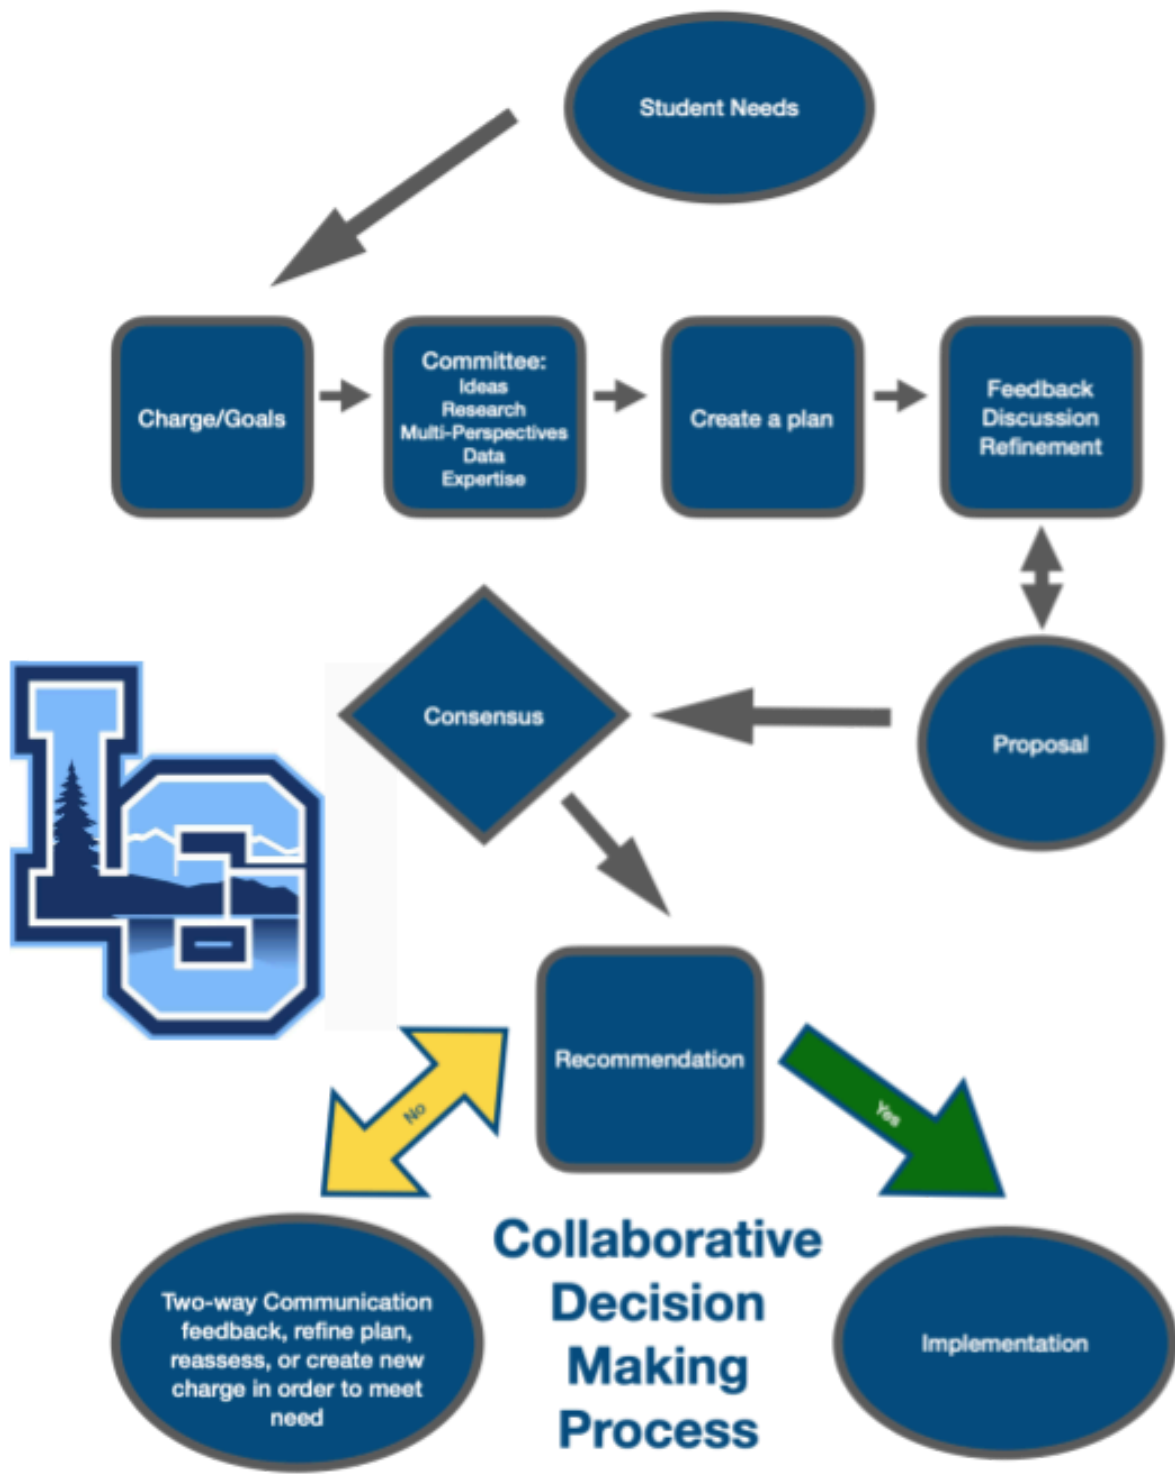 Student Needs
Charge/Goals
Committee:
Ideas
Research
Multi-Perspectives
Data
Expertise
Create a plan
Feedback
Discussion
Refinement
Consensus
Proposal
LS
Recommendation
No
Yes
Two-way Communication
feedback, refine plan,
reassess, or create new
charge in order to meet
need
Collaborative
Decision
Making
Process
Implementation